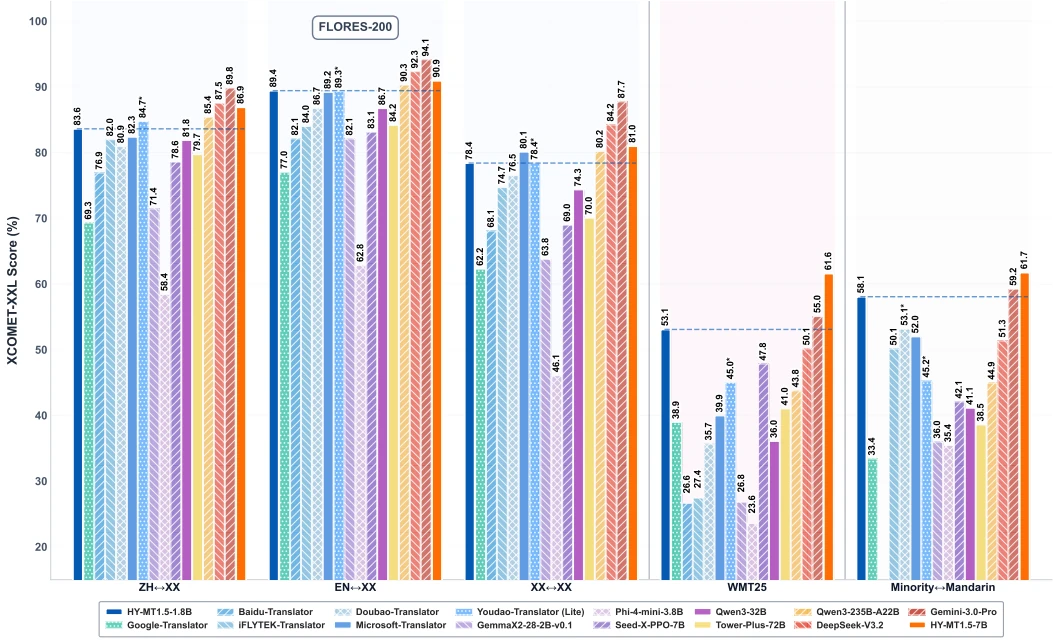 FLORES-200
XCOMET-XXL Score (%)
100
90
80
70
60
50
40
30
20
83.6 69.3 76.9 82.0 80.9 82.3 84.7* 71.4 58.4 78.6 81.8 79.7 85.4 87.5 89.8 86.9
89.4 77.0 82.1 84.0 86.7 89.2 89.3* 82.1 62.8 83.1 86.7 84.2 90.3 92.3 94.1 90.9
78.4 62.2 68.1 74.7 76.5 80.1 78.4* 63.8 46.1 69.0 74.3 70.0 80.2 84.2 87.7 81.0
53.1 38.9 26.6 27.4 35.7 39.9 45.0* 26.8 23.6 47.8 36.0 41.0 43.8 50.1 55.0 61.6
58.1 33.4 50.1 53.1* 52.0 45.2* 36.0 35.4 42.1 41.1 38.5 44.9 51.3 59.2 61.7
ZH↔XX EN↔XX XX↔XX WMT25 Minority↔Mandarin
HY-MT1.5-1.8B Baidu-Translator Doubao-Translator Youdao-Translator (Lite) Phi-4-mini-3.8B Qwen3-32B Qwen3-235B-A22B Gemini-3.0-Pro
Google-Translator iFLYTEK-Translator Microsoft-Translator GemmaX2-28-2B-v0.1 Seed-X-PPO-7B Tower-Plus-72B DeepSeek-V3.2 HY-MT1.5-7B